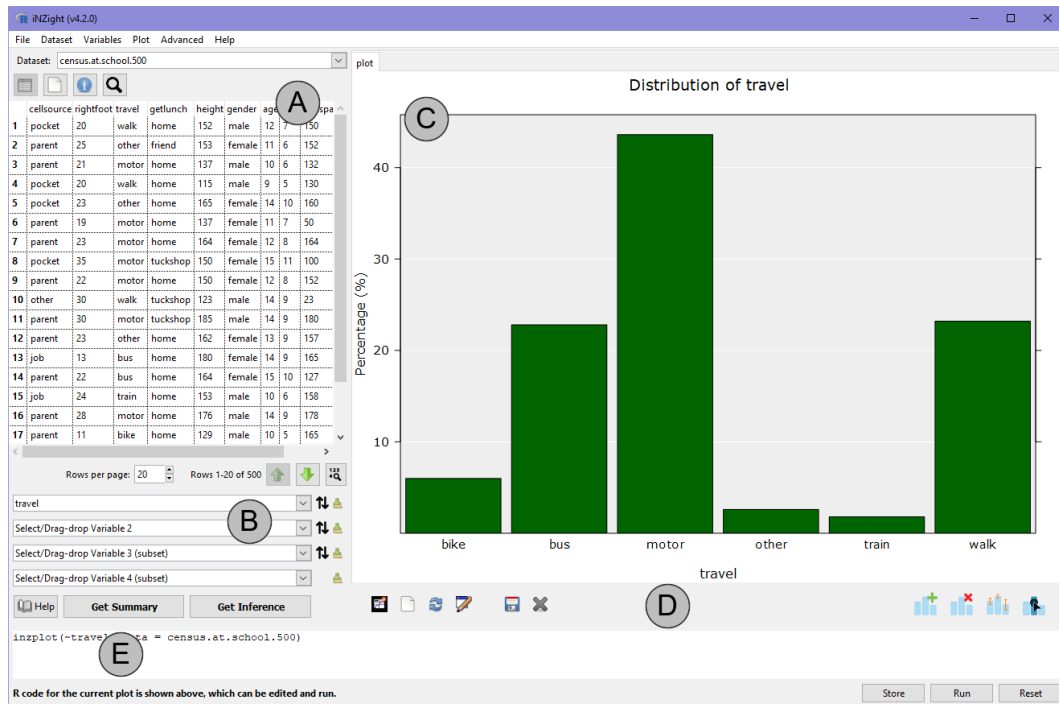 iNZight (v4.2.0)
File Dataset Variables Plot Advanced Help
Dataset: census.at.school.500
plot
cellsource rightfoot travel getlunch height gender
A
1 pocket 20 walk home 152 male 12 7 150
2 parent 25 other friend 153 female 11 6 152
3 parent 21 motor home 137 male 10 6 132
4 pocket 20 walk home 115 male 9 5 130
5 pocket 23 other home 165 female 14 10 160
6 parent 19 motor home 137 female 11 7 50
7 parent 23 motor home 164 female 12 8 164
8 pocket 35 motor tuckshop 150 female 15 11 100
9 parent 22 motor home 150 female 12 8 152
10 other 30 walk tuckshop 123 male 14 9 23
11 parent 30 motor tuckshop 185 male 14 9 180
12 parent 23 other home 162 female 13 9 157
13 job 13 bus home 180 female 14 9 165
14 parent 22 bus home 164 female 15 10 127
15 job 24 train home 153 male 10 6 158
16 parent 28 motor home 176 male 14 9 178
17 parent 11 bike home 129 male 10 5 165
Rows per page: 20 Rows 1-20 of 500
travel
B
Select/Drag-drop Variable 2
Select/Drag-drop Variable 3 (subset)
Select/Drag-drop Variable 4 (subset)
Help Get Summary Get Inference
Distribution of travel
C
Percentage (%)
40
30
20
10
bike bus motor other train walk
travel
D
inzplot(~travel = census.at.school.500)
E
R code for the current plot is shown above, which can be edited and run.
Store Run Reset